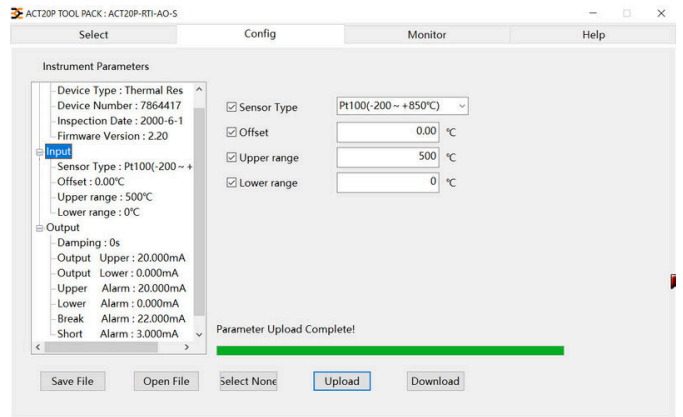 ACT20P TOOL PACK : ACT20P-RTI-AO-S
Select Config Monitor Help
Instrument Parameters
Device Type : Thermal Res
Device Number : 7864417
Inspection Date : 2000-6-1
Firmware Version : 2.20
Input
Sensor Type : Pt100(-200 ~ +
Offset : 0.00℃
Upper range : 500℃
Lower range : 0℃
Output
Damping : 0s
Output Upper : 20.000mA
Output Lower : 0.000mA
Upper Alarm : 20.000mA
Lower Alarm : 0.000mA
Break Alarm : 22.000mA
Short Alarm : 3.000mA
Sensor Type Pt100(-200 ~ +850℃)
Offset 0.00 ℃
Upper range 500 ℃
Lower range 0 ℃
Parameter Upload Complete!
Save File Open File Select None Upload Download